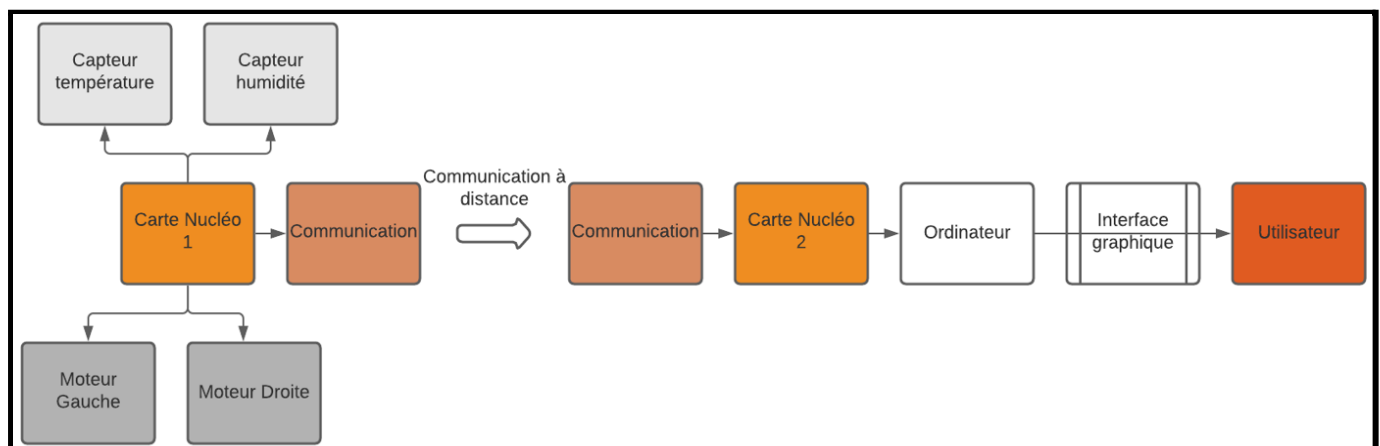 Capteur
température
Capteur
humidité
Carte Nucléo
1
Communication
Communication à
distance
Communication
Carte Nucléo
2
Ordinateur
Interface
graphique
Utilisateur
Moteur
Gauche
Moteur Droite